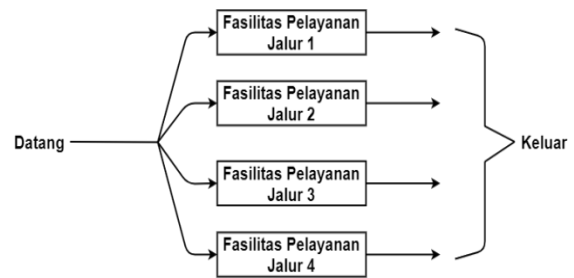 Fasilitas Pelayanan
Jalur 1
Fasilitas Pelayanan
Jalur 2
Datang
Keluar
Fasilitas Pelayanan
Jalur 3
Fasilitas Pelayanan
Jalur 4